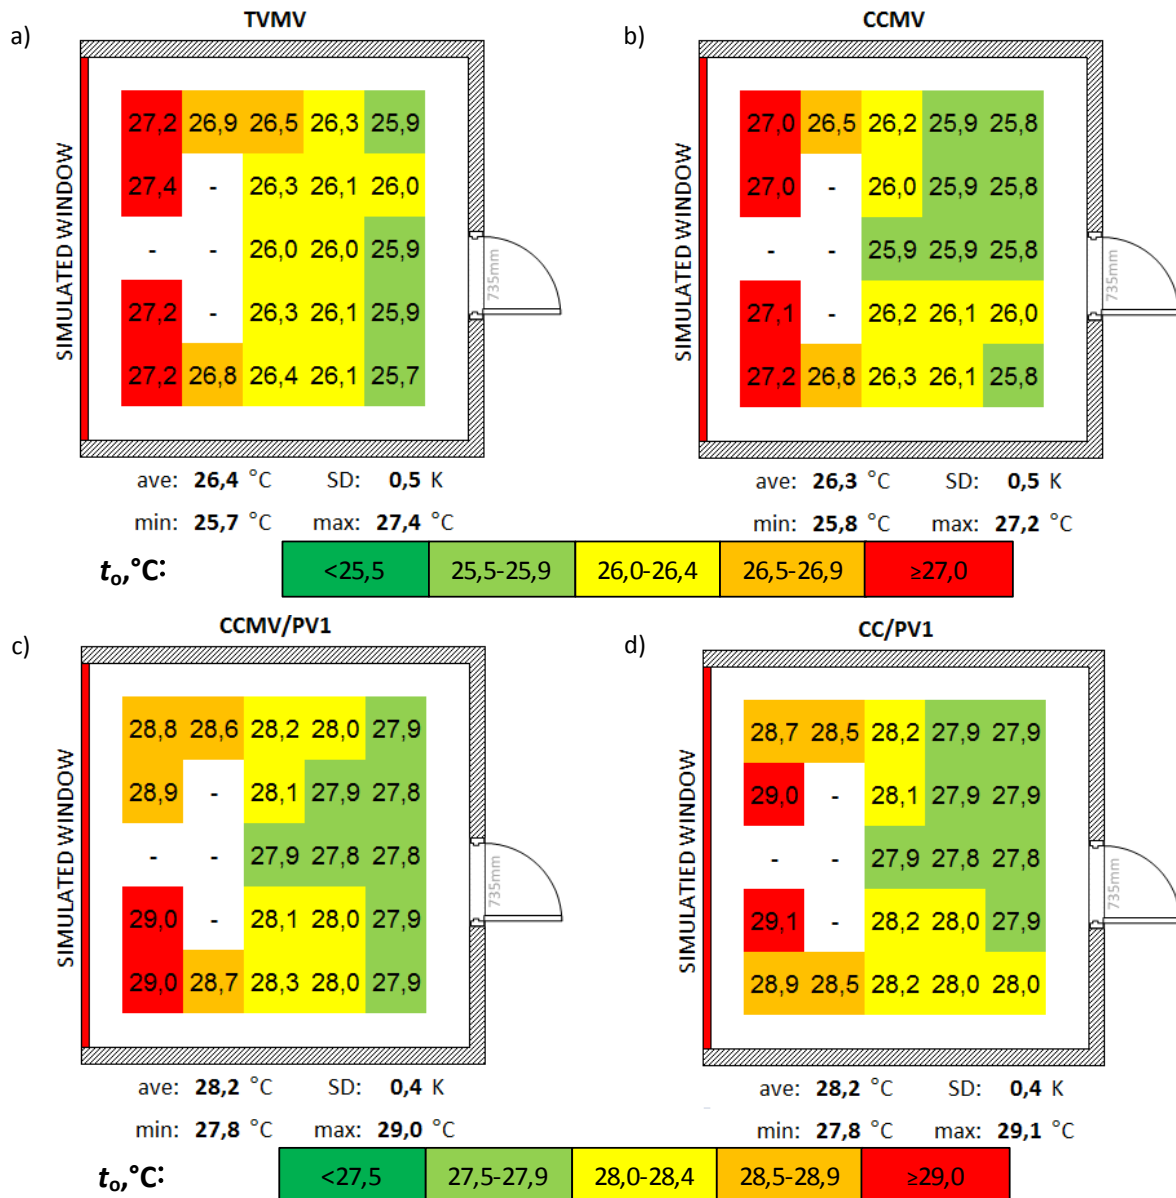 a)
TVMV
SIMULATED WINDOW
27,2 26,9 26,5 26,3 25,9
27,4 - 26,3 26,1 26,0
- - 26,0 26,0 25,9
27,2 - 26,3 26,1 25,9
27,2 26,8 26,4 26,1 25,7
735mm
ave: 26,4 °C SD: 0,5 K
min: 25,7 °C max: 27,4 °C
b)
CCMV
SIMULATED WINDOW
27,0 26,5 26,2 25,9 25,8
27,0 - 26,0 25,9 25,8
- - 25,9 25,9 25,8
27,1 - 26,2 26,1 26,0
27,2 26,8 26,3 26,1 25,8
735mm
ave: 26,3 °C SD: 0,5 K
min: 25,8 °C max: 27,2 °C
to,°C: <25,5 25,5-25,9 26,0-26,4 26,5-26,9 ≥27,0
c)
CCMV/PV1
SIMULATED WINDOW
28,8 28,6 28,2 28,0 27,9
28,9 - 28,1 27,9 27,8
- - 27,9 27,8 27,8
29,0 - 28,1 28,0 27,9
29,0 28,7 28,3 28,0 27,9
735mm
ave: 28,2 °C SD: 0,4 K
min: 27,8 °C max: 29,0 °C
d)
CC/PV1
SIMULATIED WINDOW
28,7 28,5 28,2 27,9 27,9
29,0 - 28,1 27,9 27,9
- - 27,9 27,8 27,8
29,1 - 28,2 28,0 27,9
28,9 28,5 28,2 28,0 28,0
735mm
ave: 28,2 °C SD: 0,4 K
min: 27,8 °C max: 29,1 °C
to,°C: <27,5 27,5-27,9 28,0-28,4 28,5-28,9 ≥29,0